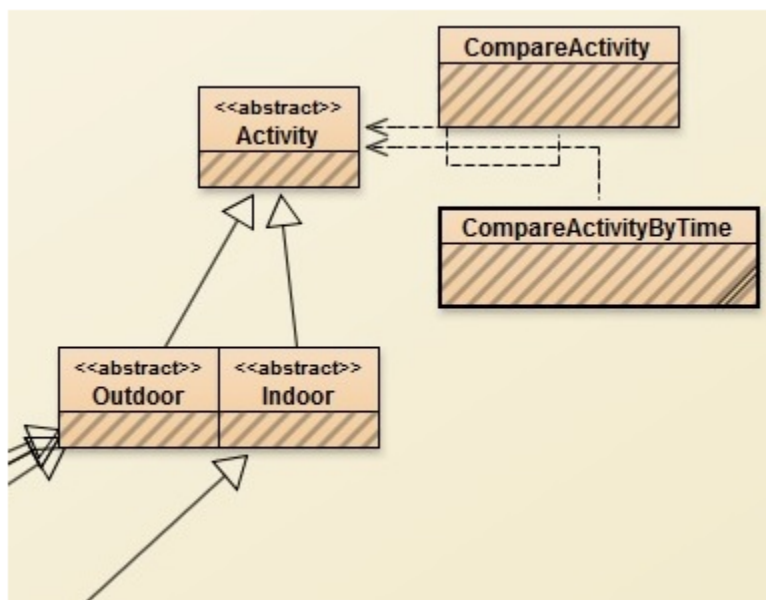 CompareActivity
<<abstract>>
Activity
CompareActivityByTime
<<abstract>>
Outdoor
<<abstract>>
Indoor